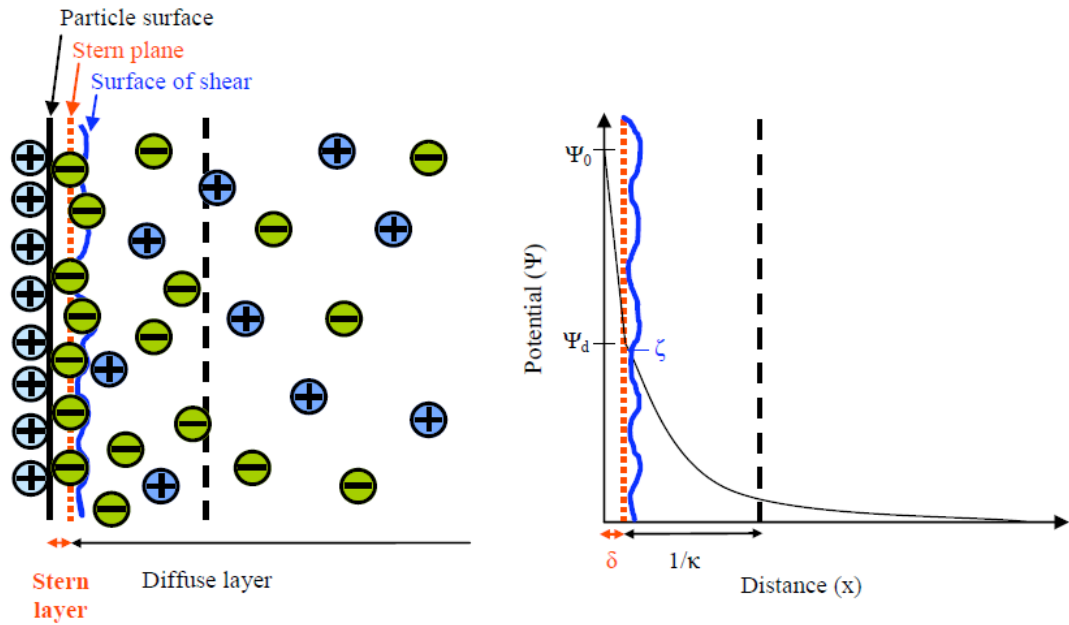 Particle surface
Stern plane
Surface of shear
Stern
layer
Diffuse layer
Ψ0
Ψd
ζ
Potential (Ψ)
δ
1/κ
Distance (x)